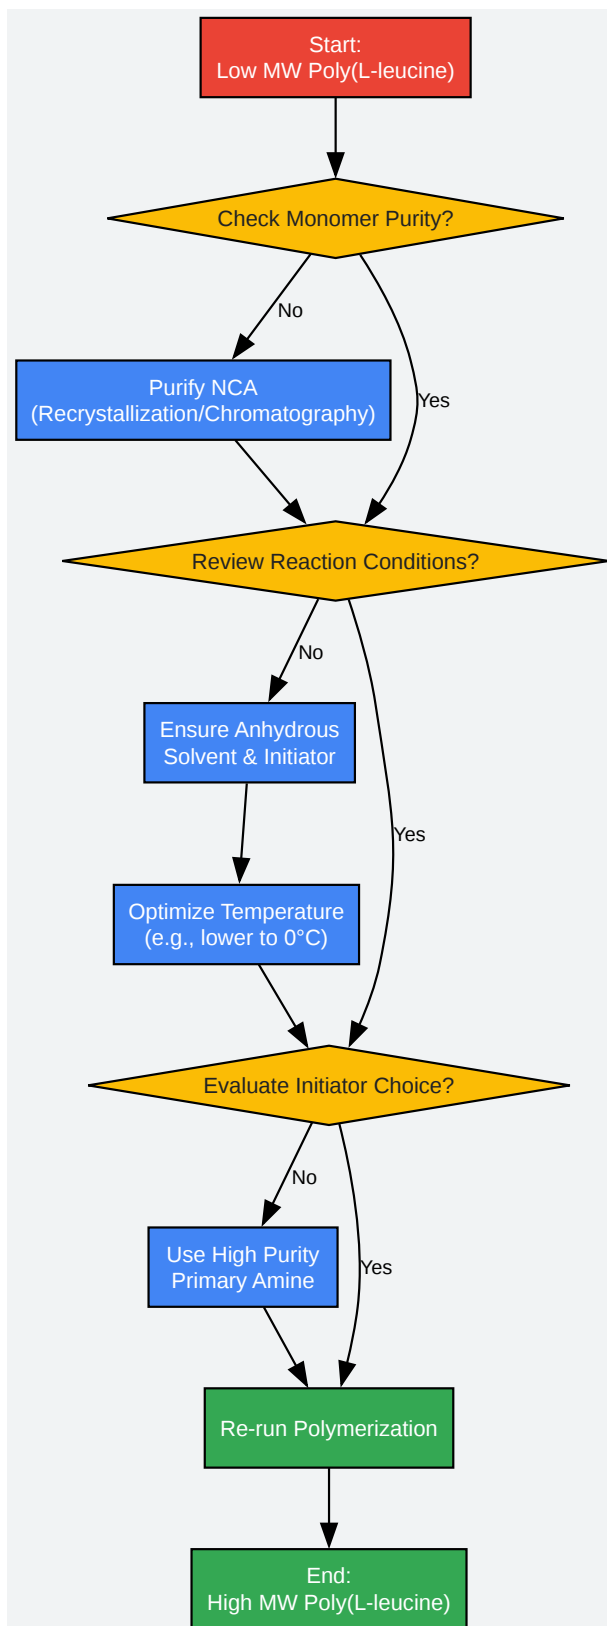 Start:
Low MW Poly(L-leucine)
Check Monomer Purity?
No
Purify NCA
(Recrystallization/Chromatography)
Yes
Review Reaction Conditions?
No
Ensure Anhydrous
Solvent & Initiator
Yes
Optimize Temperature
(e.g., lower to 0°C)
Evaluate Initiator Choice?
No
Use High Purity
Primary Amine
Yes
Re-run Polymerization
End:
High MW Poly(L-leucine)